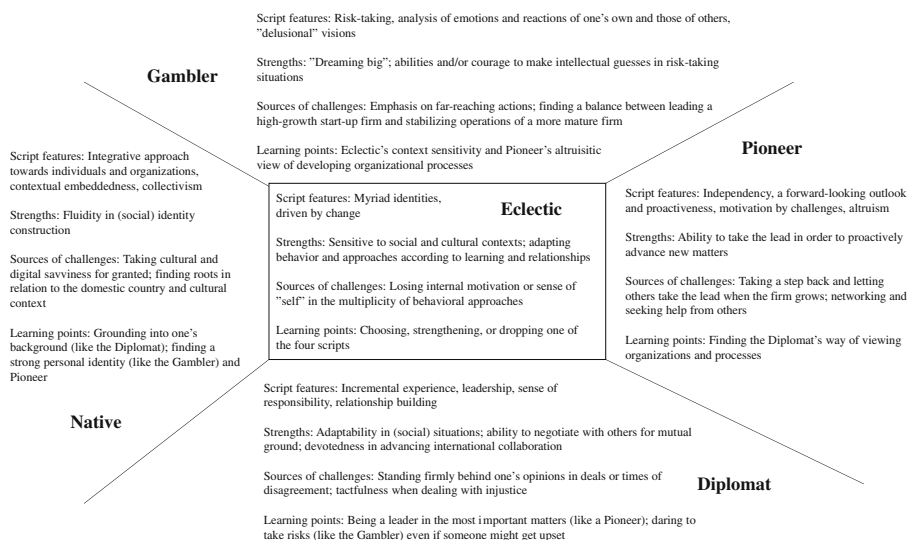 Script features: Risk-taking, analysis of emotions and reactions of one's own and those of others,
"delusional" visions
Strengths: "Dreaming big"; abilities and/or courage to make intellectual guesses in risk-taking
situations
Sources of challenges: Emphasis on far-reaching actions; finding a balance between leading a
high-growth start-up firm and stabilizing operations of a more mature firm
Learning points: Eclectic's context sensitivity and Pioneer's altruisitic
view of developing organizational processes
Gambler
Script features: Integrative approach
towards individuals and organizations,
contextual embeddedness, collectivism
Strengths: Fluidity in (social) identity
construction
Sources of challenges: Taking cultural and
digital savviness for granted; finding roots in
relation to the domestic country and cultural
context
Learning points: Grounding into one's
background (like the Diplomat); finding a
strong personal identity (like the Gambler) and
Pioneer
Native
Script features: Myriad identities,
driven by change
Eclectic
Strengths: Sensitive to social and cultural contexts; adapting
behavior and approaches according to learning and relationships
Sources of challenges: Losing internal motivation or sense of
"self" in the multiplicity of behavioral approaches
Learning points: Choosing, strengthening, or dropping one of
the four scripts
Pioneer
Script features: Independency, a forward-looking outlook
and proactiveness, motivation by challenges, altruism
Strengths: Ability to take the lead in order to proactively
advance new matters
Sources of challenges: Taking a step back and letting
others take the lead when the firm grows; networking and
seeking help from others
Learning points: Finding the Diplomat's way of viewing
organizations and processes
Script features: Incremental experience, leadership, sense of
responsibility, relationship building
Strengths: Adaptability in (social) situations; ability to negotiate with others for mutual
ground; devotedness in advancing international collaboration
Sources of challenges: Standing firmly behind one's opinions in deals or times of
disagreement; tactfulness when dealing with injustice
Diplomat
Learning points: Being a leader in the most important matters (like a Pioneer); daring to
take risks (like the Gambler) even if someone might get upset